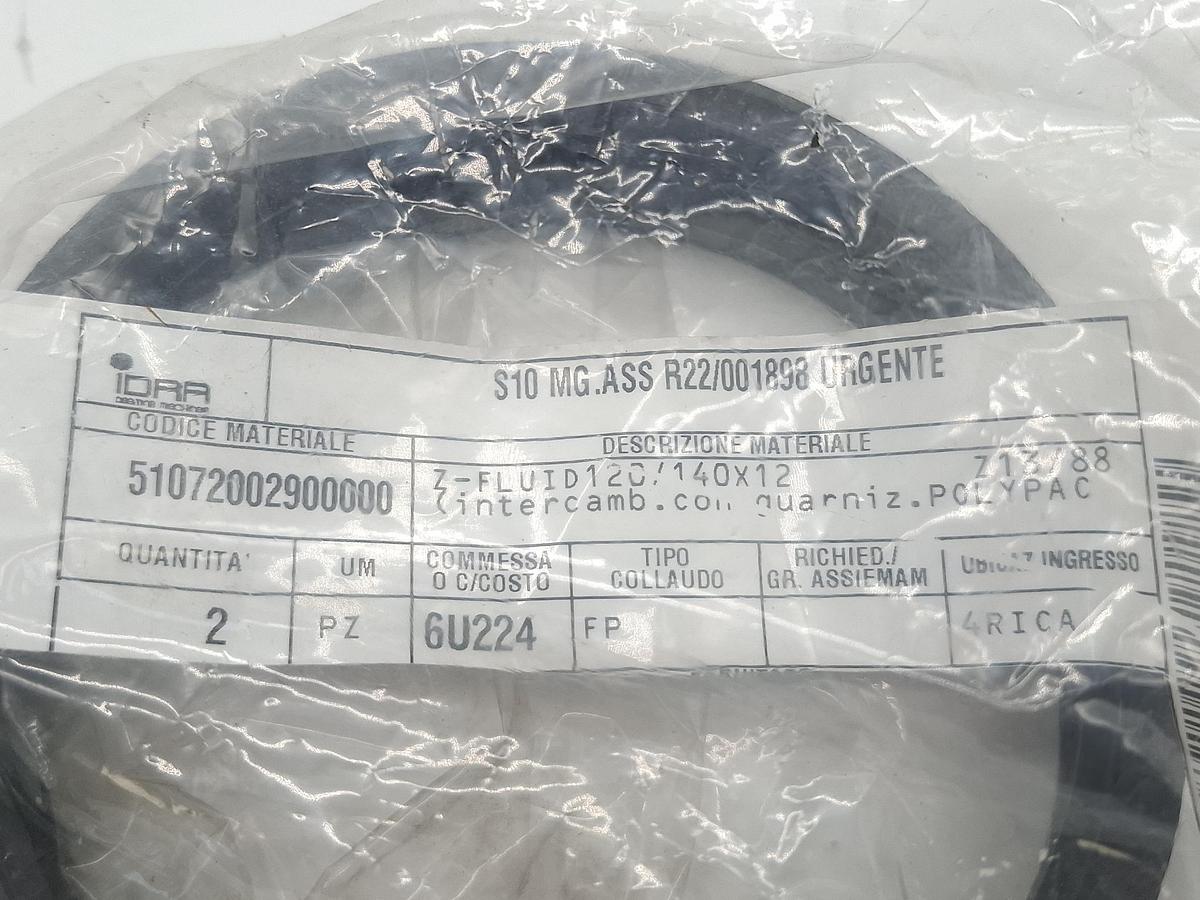 IDRA
S10 MG.ASS R22/001898 URGENTE
CODICE MATERIALE
DESCRIZIONE MATERIALE
51072002900000
Z-FLUID120/140X12
(intercamb.con guarniz.POLYPAC
QUANTITA'
UM
COMMESSA
O C/COSTO
TIPO
COLLAUDO
RICHIED./
GR. ASSIEMAM
UBICAZ INGRESSO
2
PZ
6U224
FP
4RICA